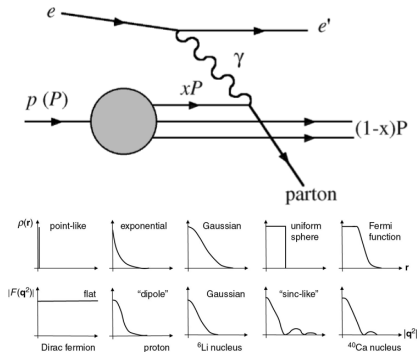 e
e'
γ
p (P)
xP
(1-x)P
parton
ρ(r)
point-like
exponential
Gaussian
uniform
sphere
Fermi
function
r
|F(q²)|
flat
"dipole"
Gaussian
"sinc-like"
|q²|
Dirac fermion
proton
⁶Li nucleus
⁴⁰Ca nucleus